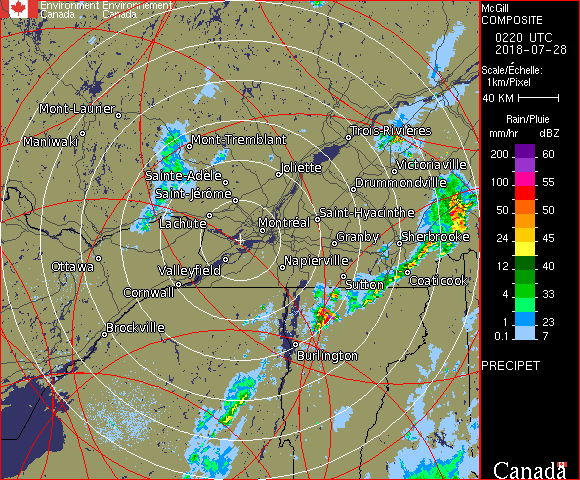 Environment Environnement
Canada Canada
McGill
COMPOSITE
0220 UTC
2018-07-28
Scale/Échelle:
1km/Pixel
40 KM
Rain/Pluie
mm/hr dBZ
200 60
100 55
50 50
24 45
12 40
4 33
1 23
0.1 7
PRECIPET
Canada
Mont-Laurier
Maniwaki
Mont-Tremblant
Trois-Rivières
Victoriaville
Sainte-Adèle
Joliette
Drummondville
Saint-Jérôme
Saint-Hyacinthe
Lachute
Montréal
Granby
Sherbrooke
Ottawa
Valleyfield
Napierville
Sutton
Coaticook
Cornwall
Brockville
Burlington